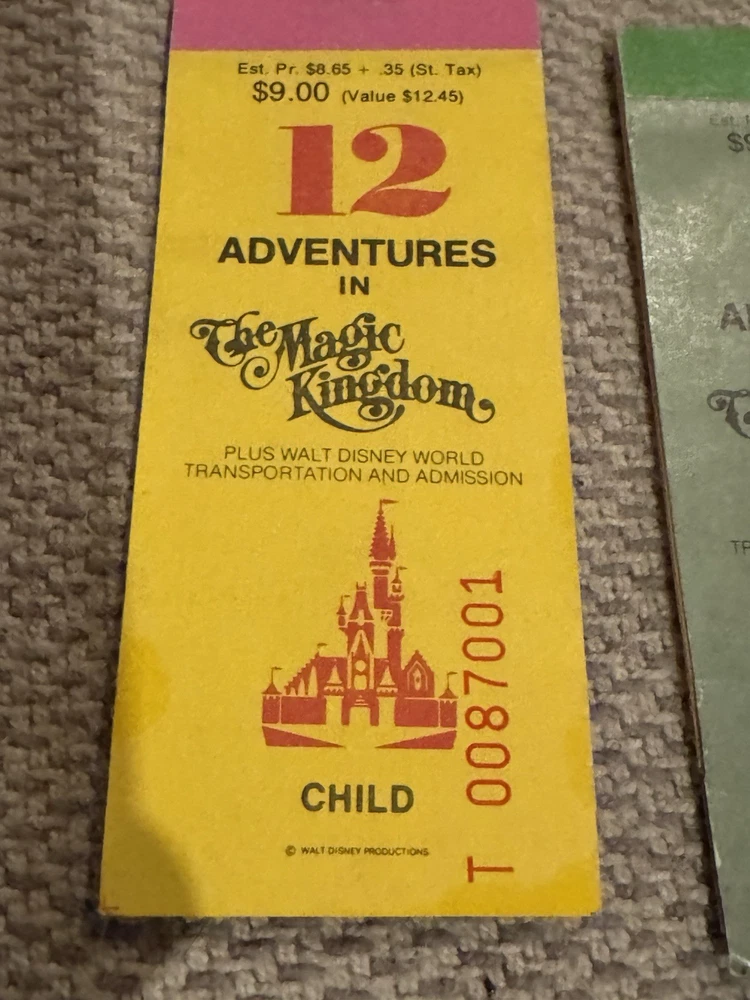 Est. Pr. $8.65 + .35 (St. Tax)
$9.00 (Value $12.45)
12
ADVENTURES
IN
The Magic
Kingdom
PLUS WALT DISNEY WORLD
TRANSPORTATION AND ADMISSION
CHILD
T 0087001
© WALT DISNEY PRODUCTIONS